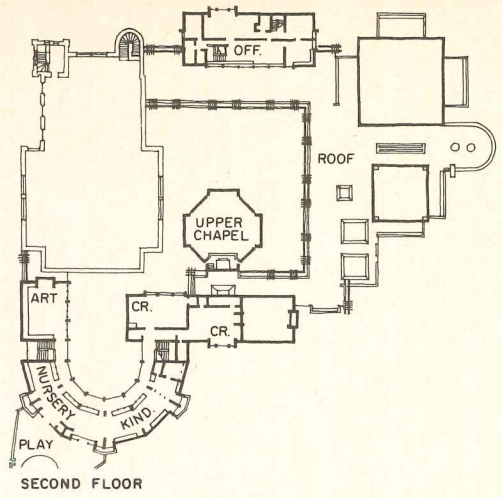 OFF.
ROOF
UPPER
CHAPEL
ART
CR.
CR.
NURSERY
KIND.
PLAY
SECOND FLOOR